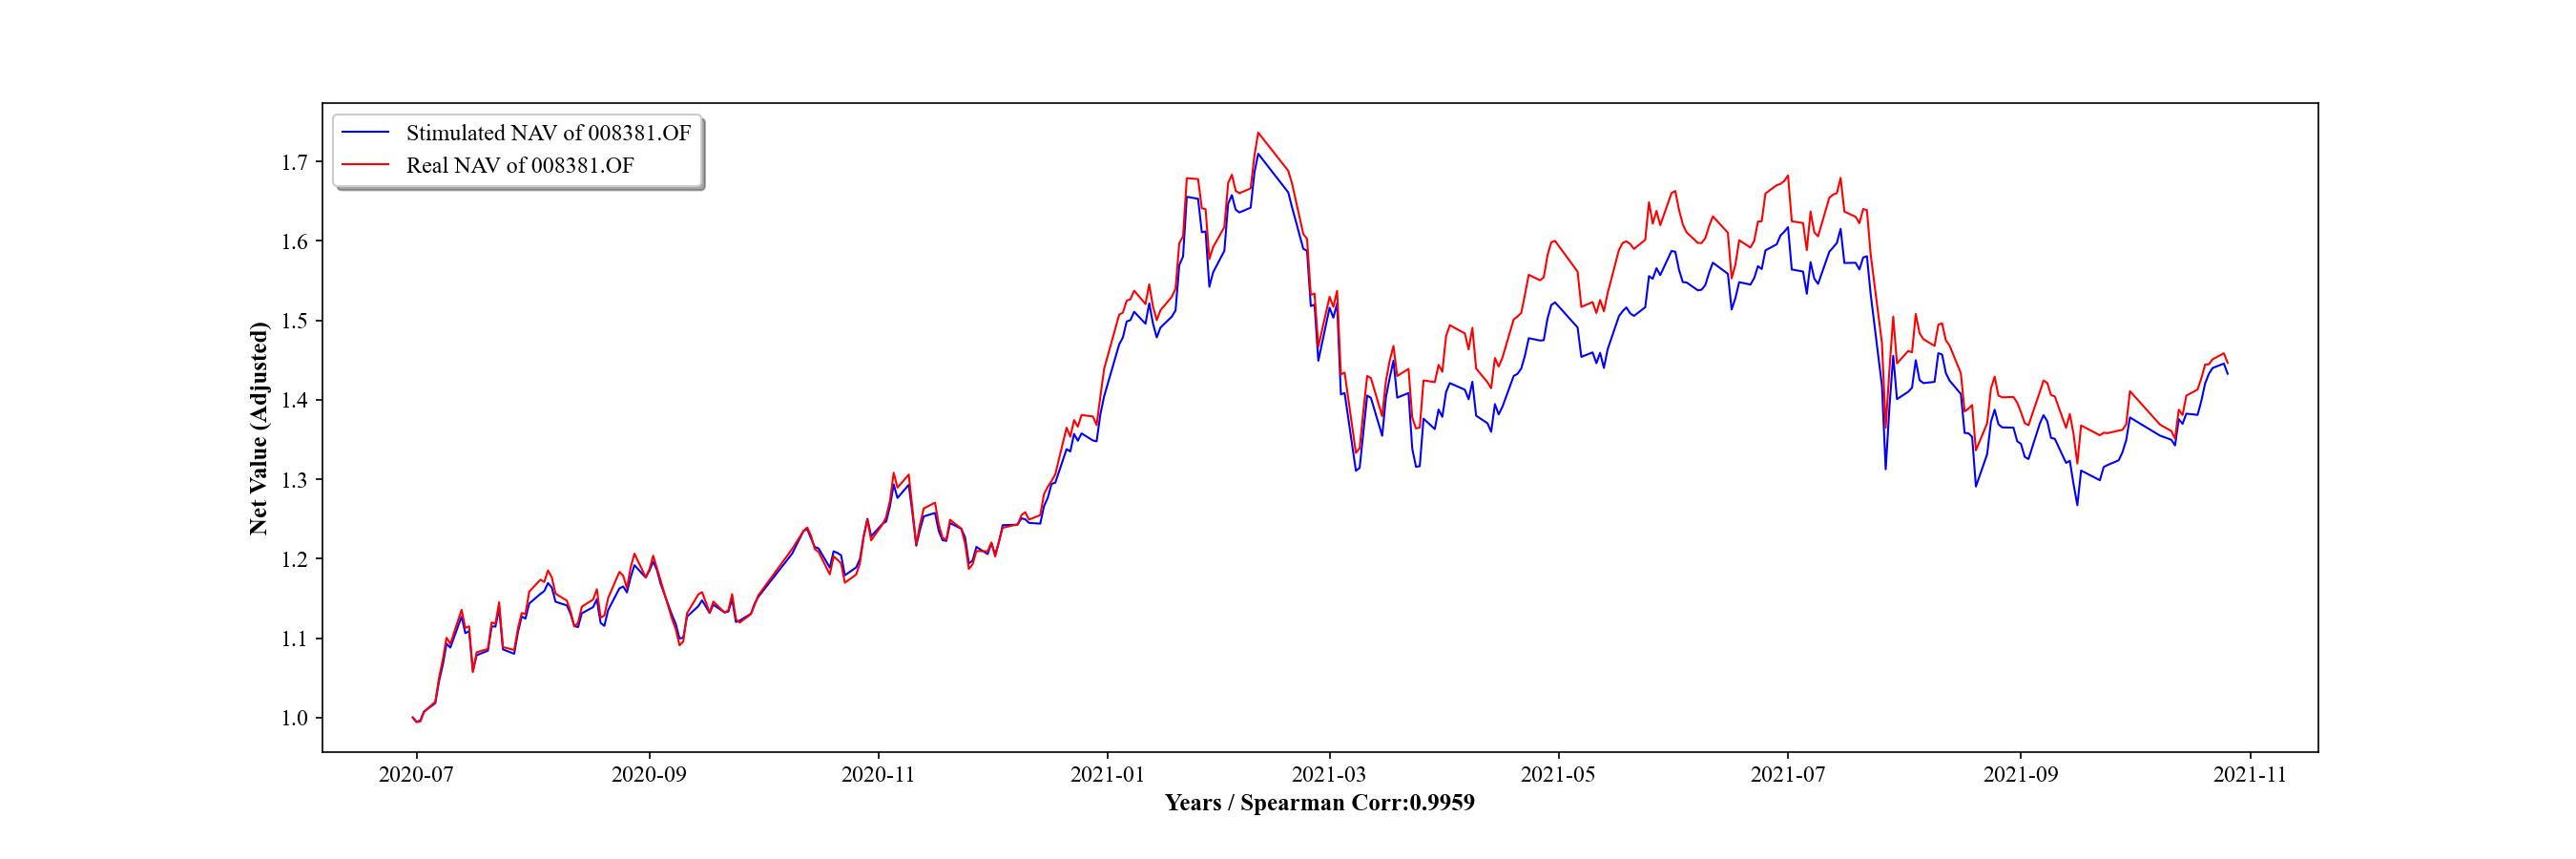 Stimulated NAV of 008381.OF
Real NAV of 008381.OF
Net Value (Adjusted)
1.7
1.6
1.5
1.4
1.3
1.2
1.1
1.0
2020-07 2020-09 2020-11 2021-01 2021-03 2021-05 2021-07 2021-09 2021-11
Years / Spearman Corr:0.9959